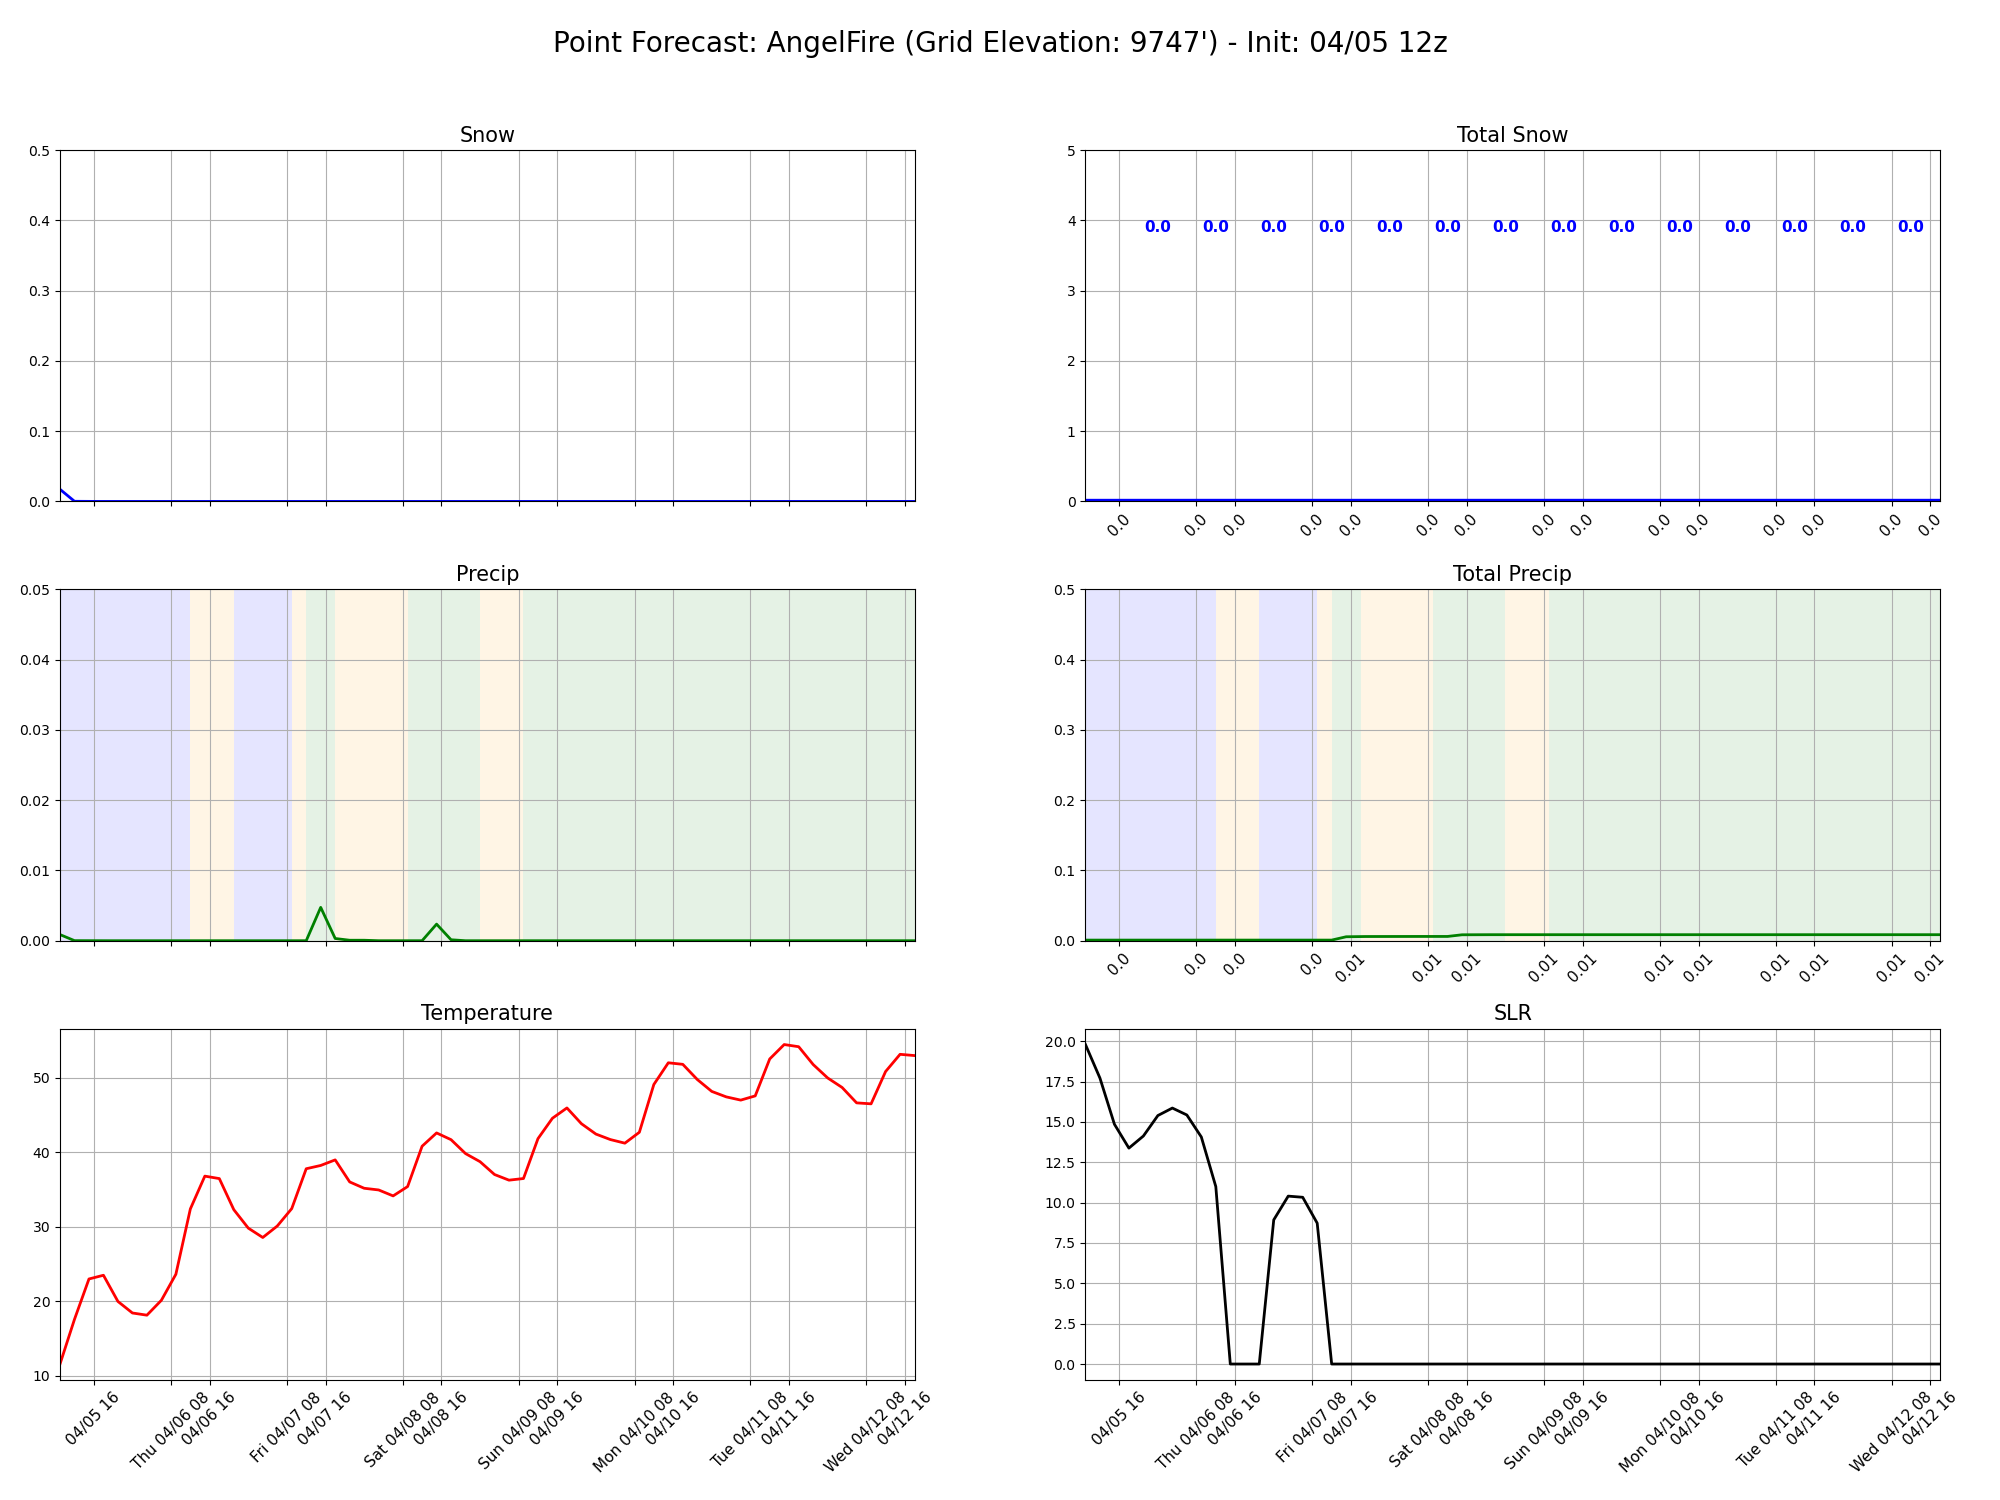 Point Forecast: AngelFire (Grid Elevation: 9747') - Init: 04/05 12z
Snow
0.5
0.4
0.3
0.2
0.1
0.0
Total Snow
5
4
3
2
1
0
0.0 0.0 0.0 0.0 0.0 0.0 0.0 0.0 0.0 0.0 0.0 0.0 0.0 0.0
0.0 0.0 0.0 0.0 0.0 0.0 0.0 0.0 0.0 0.0 0.0 0.0 0.0 0.0 0.0
Precip
0.05
0.04
0.03
0.02
0.01
0.00
Total Precip
0.5
0.4
0.3
0.2
0.1
0.0
0.0 0.0 0.0 0.0 0.01 0.01 0.01 0.01 0.01 0.01 0.01 0.01 0.01 0.01 0.01
Temperature
50
40
30
20
10
04/05 16
Thu 04/06 08
04/06 16
Fri 04/07 08
04/07 16
Sat 04/08 08
04/08 16
Sun 04/09 08
04/09 16
Mon 04/10 08
04/10 16
Tue 04/11 08
04/11 16
Wed 04/12 08
04/12 16
SLR
20.0
17.5
15.0
12.5
10.0
7.5
5.0
2.5
0.0
04/05 16
Thu 04/06 08
04/06 16
Fri 04/07 08
04/07 16
Sat 04/08 08
04/08 16
Sun 04/09 08
04/09 16
Mon 04/10 08
04/10 16
Tue 04/11 08
04/11 16
Wed 04/12 08
04/12 16